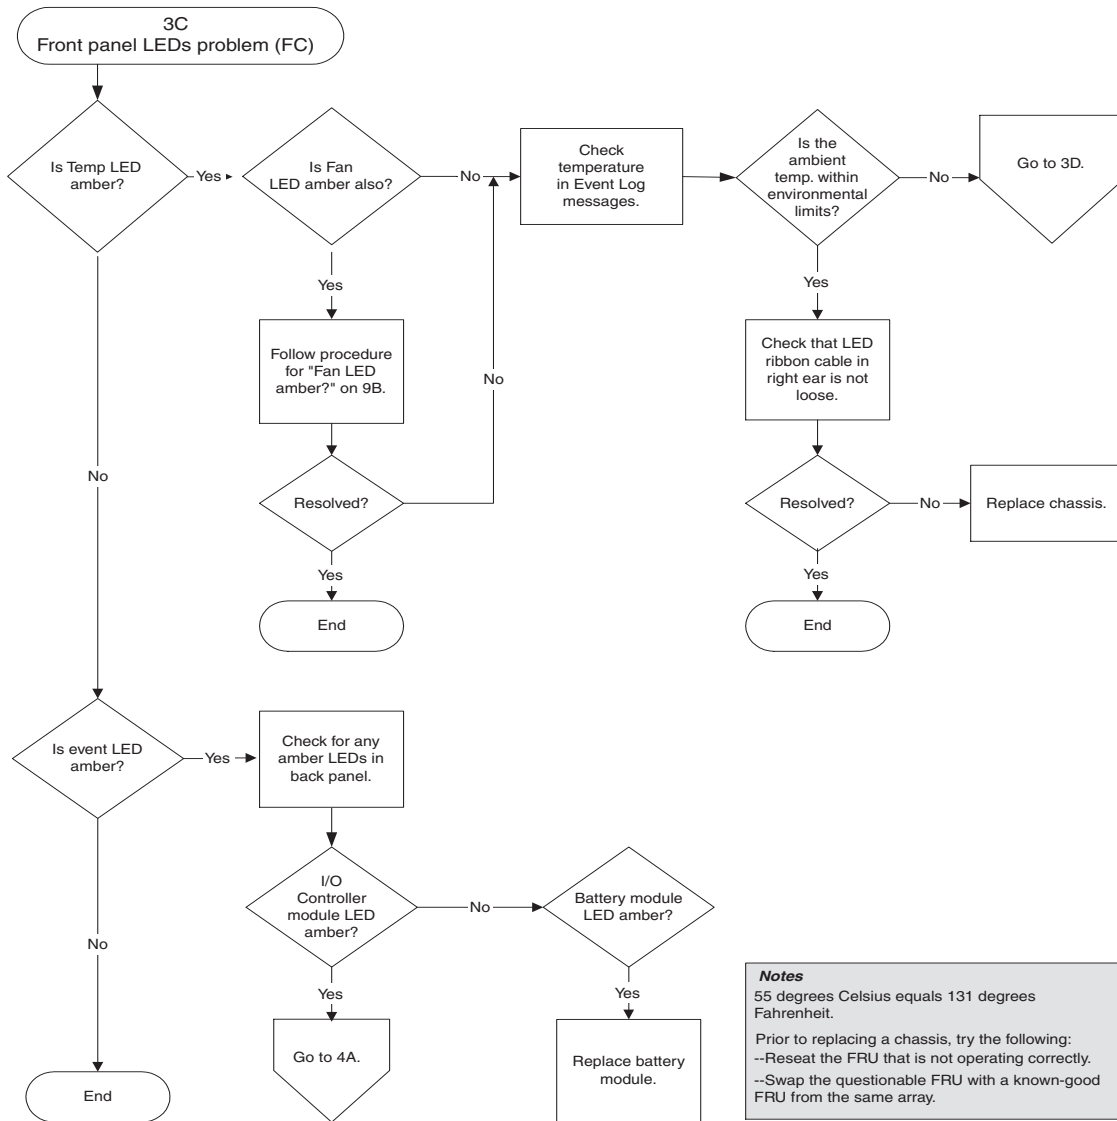 3C
Front panel LEDs problem (FC)
Is Temp LED
amber?
Yes
Is Fan
LED amber also?
No
Check
temperature
in Event Log
messages.
Is the
ambient
temp. within
environmental
limits?
No
Go to 3D.
Yes
Follow procedure
for "Fan LED
amber?" on 9B.
No
Yes
Check that LED
ribbon cable in
right ear is not
loose.
No
Resolved?
Yes
End
Resolved?
No
Replace chassis.
Yes
End
Is event LED
amber?
Yes
Check for any
amber LEDs in
back panel.
I/O
Controller
module LED
amber?
No
Battery module
LED amber?
No
Yes
Go to 4A.
Yes
Replace battery
module.
End
Notes
55 degrees Celsius equals 131 degrees
Fahrenheit.
Prior to replacing a chassis, try the following:
--Reseat the FRU that is not operating correctly.
--Swap the questionable FRU with a known-good
FRU from the same array.